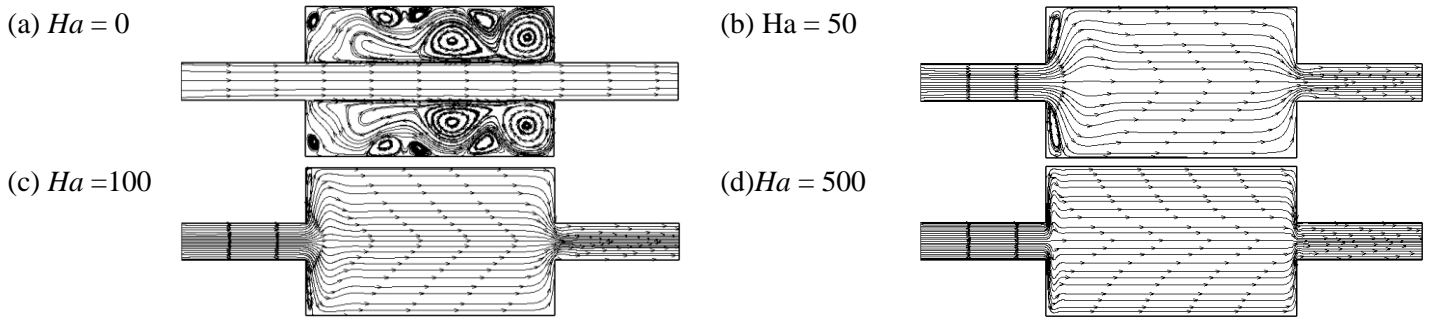 (a) Ha = 0
(b) Ha = 50
(c) Ha =100
(d)Ha = 500